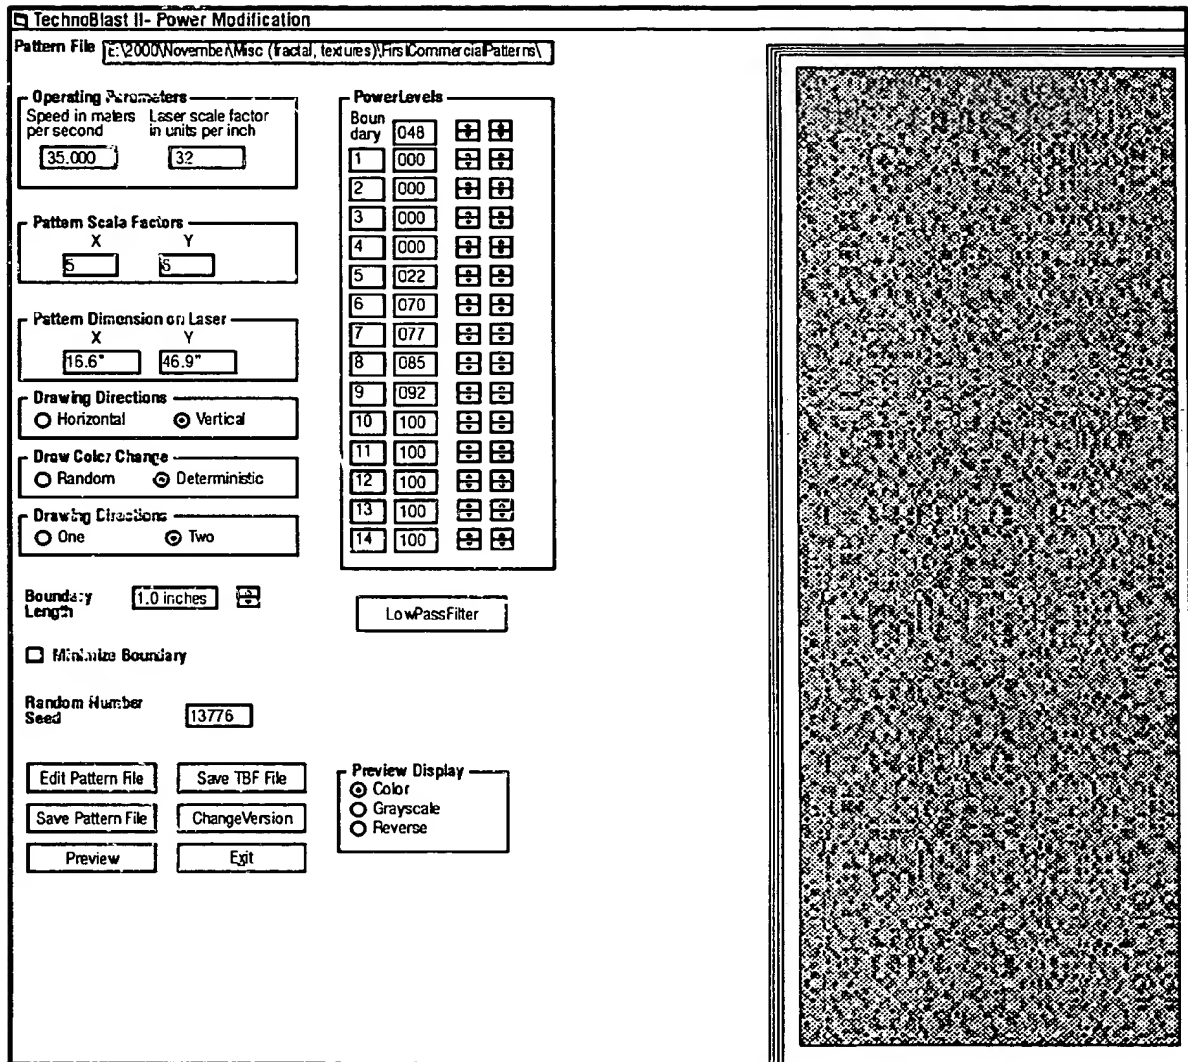 TechnoBlast II- Power Modification
Pattern File E:\2000\November\Misc (fractal, textures)\FirstCommercialPatterns\
Operating Parameters
Speed in meters per second
Laser scale factor in units per inch
35.000
32
Pattern Scala Factors
X Y
5 6
Pattern Dimension on Laser
X Y
16.6" 46.9"
Drawing Directions
Horizontal Vertical
Draw Color Change
Random Deterministic
Drawing Directions
One Two
Boundary Length 1.0 inches
Minimize Boundary
Random Number Seed 13776
Edit Pattern File Save TBF File
Save Pattern File ChangeVersion
Preview Exit
PowerLevels
Boun
dary 048
1 000
2 000
3 000
4 000
5 022
6 070
7 077
8 085
9 092
10 100
11 100
12 100
13 100
14 100
LowPassFilter
Preview Display
Color
Grayscale
Reverse